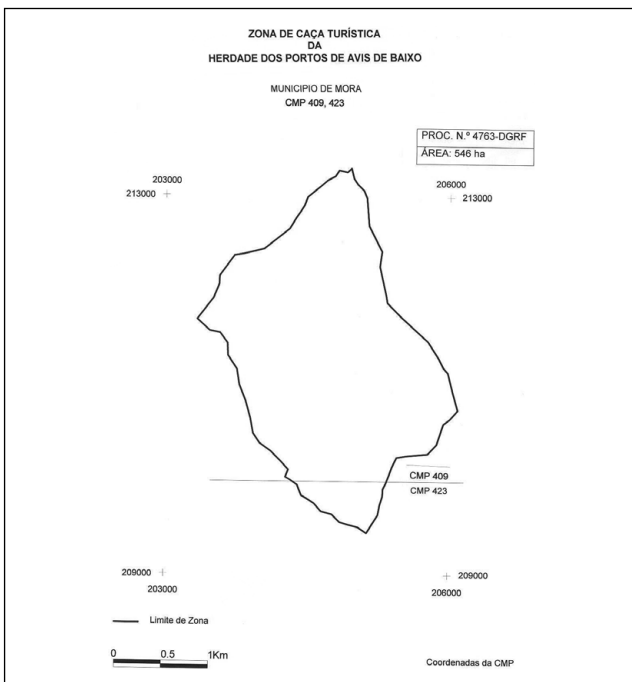 ZONA DE CAÇA TURÍSTICA
DA
HERDADE DOS PORTOS DE AVIS DE BAIXO
MUNICIPIO DE MORA
CMP 409, 423
PROC. N.º 4763-DGRF
ÁREA: 546 ha
203000
213000
206000
213000
CMP 409
CMP 423
209000
203000
209000
206000
Limite de Zona
0 0.5 1Km
Coordenadas da CMP